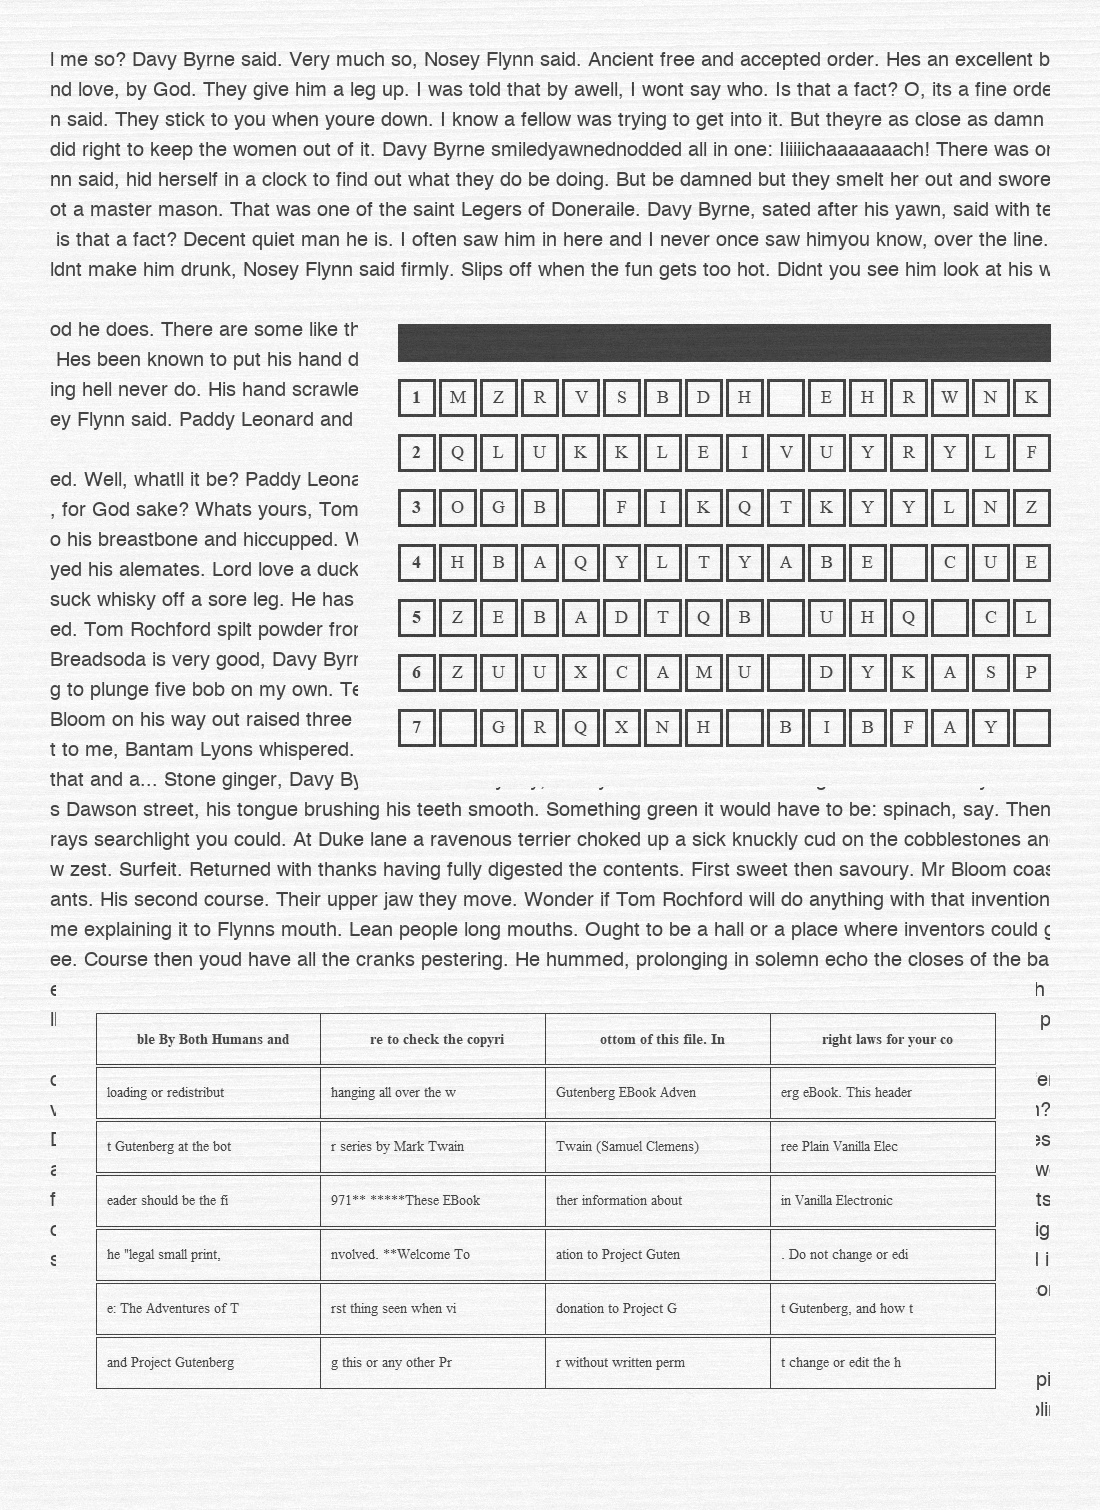 l me so? Davy Byrne said. Very much so, Nosey Flynn said. Ancient free and accepted order. Hes an excellent b
nd love, by God. They give him a leg up. I was told that by awell, I wont say who. Is that a fact? O, its a fine orde
n said. They stick to you when youre down. I know a fellow was trying to get into it. But theyre as close as damn
did right to keep the women out of it. Davy Byrne smiledyawnednodded all in one: Iiiiiichaaaaaaach! There was or
nn said, hid herself in a clock to find out what they do be doing. But be damned but they smelt her out and swore
ot a master mason. That was one of the saint Legers of Doneraile. Davy Byrne, sated after his yawn, said with te
is that a fact? Decent quiet man he is. I often saw him in here and I never once saw himyou know, over the line.
ldnt make him drunk, Nosey Flynn said firmly. Slips off when the fun gets too hot. Didnt you see him look at his w
od he does. There are some like th
Hes been known to put his hand d
ing hell never do. His hand scrawle
ey Flynn said. Paddy Leonard and
ed. Well, whatll it be? Paddy Leona
, for God sake? Whats yours, Tom
o his breastbone and hiccupped. W
yed his alemates. Lord love a duck
suck whisky off a sore leg. He has
ed. Tom Rochford spilt powder from
Breadsoda is very good, Davy Byrn
g to plunge five bob on my own. Te
Bloom on his way out raised three
t to me, Bantam Lyons whispered.
that and a... Stone ginger, Davy By
1 M Z R V S B D H E H R W N K
2 Q L U K K L E I V U Y R Y L F
3 O G B F I K Q T K Y Y L N Z
4 H B A Q Y L T Y A B E C U E
5 Z E B A D T Q B U H Q C L
6 Z U U X C A M U D Y K A S P
7 G R Q X N H B I B F A Y
s Dawson street, his tongue brushing his teeth smooth. Something green it would have to be: spinach, say. Then
rays searchlight you could. At Duke lane a ravenous terrier choked up a sick knuckly cud on the cobblestones and
w zest. Surfeit. Returned with thanks having fully digested the contents. First sweet then savoury. Mr Bloom coas
ants. His second course. Their upper jaw they move. Wonder if Tom Rochford will do anything with that invention
me explaining it to Flynns mouth. Lean people long mouths. Ought to be a hall or a place where inventors could g
ee. Course then youd have all the cranks pestering. He hummed, prolonging in solemn echo the closes of the ba
ble By Both Humans and re to check the copyri ottom of this file. In right laws for your co
loading or redistribut hanging all over the w Gutenberg EBook Adven erg eBook. This header
t Gutenberg at the bot r series by Mark Twain Twain (Samuel Clemens) ree Plain Vanilla Elec
eader should be the fi 971** *****These EBook ther information about in Vanilla Electronic
he "legal small print, nvolved. **Welcome To ation to Project Guten . Do not change or edi
e: The Adventures of T rst thing seen when vi donation to Project G t Gutenberg, and how t
and Project Gutenberg g this or any other Pr r without written perm t change or edit the h